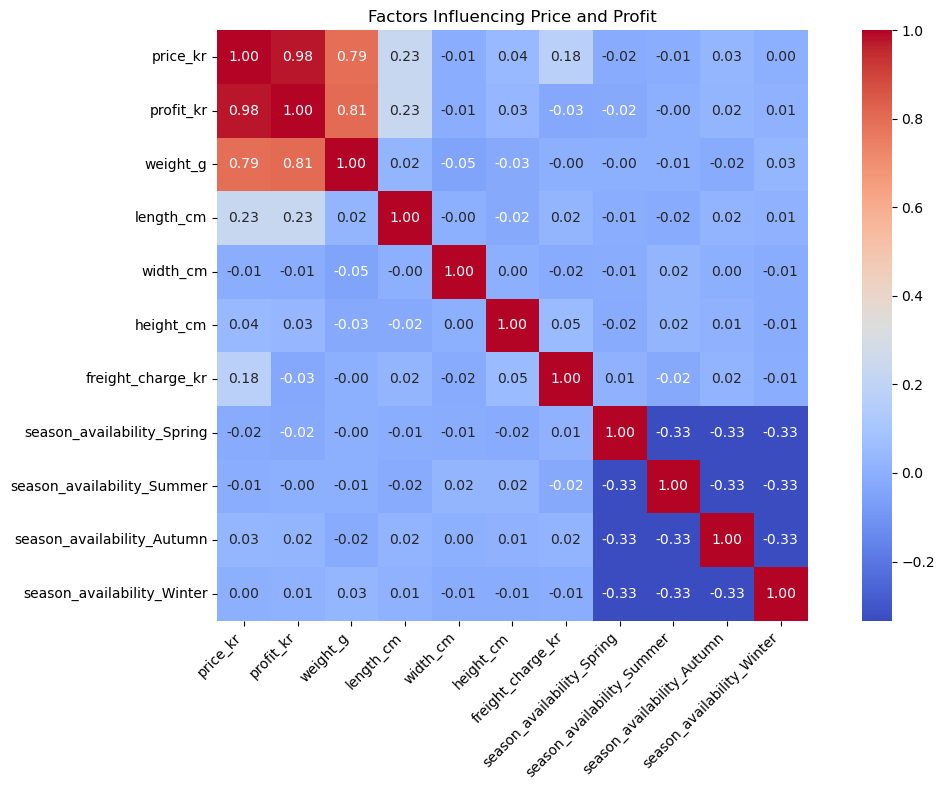 Factors Influencing Price and Profit
price_kr 1.00 0.98 0.79 0.23 -0.01 0.04 0.18 -0.02 -0.01 0.03 0.00
profit_kr 0.98 1.00 0.81 0.23 -0.01 0.03 -0.03 -0.02 -0.00 0.02 0.01
weight_g 0.79 0.81 1.00 0.02 -0.05 -0.03 -0.00 -0.00 -0.01 -0.02 0.03
length_cm 0.23 0.23 0.02 1.00 -0.00 -0.02 0.02 -0.01 -0.02 0.02 0.01
width_cm -0.01 -0.01 -0.05 -0.00 1.00 0.00 -0.02 -0.01 0.02 0.00 -0.01
height_cm 0.04 0.03 -0.03 -0.02 0.00 1.00 0.05 -0.02 0.02 0.01 -0.01
freight_charge_kr 0.18 -0.03 -0.00 0.02 -0.02 0.05 1.00 0.01 -0.02 0.02 -0.01
season_availability_Spring -0.02 -0.02 -0.00 -0.01 -0.01 -0.02 0.01 1.00 -0.33 -0.33 -0.33
season_availability_Summer -0.01 -0.00 -0.01 -0.02 0.02 0.02 -0.02 -0.33 1.00 -0.33 -0.33
season_availability_Autumn 0.03 0.02 -0.02 0.02 0.00 0.01 0.02 -0.33 -0.33 1.00 -0.33
season_availability_Winter 0.00 0.01 0.03 0.01 -0.01 -0.01 -0.01 -0.33 -0.33 -0.33 1.00
price_kr
profit_kr
weight_g
length_cm
width_cm
height_cm
freight_charge_kr
season_availability_Spring
season_availability_Summer
season_availability_Autumn
season_availability_Winter
1.0
0.8
0.6
0.4
0.2
0.0
−0.2